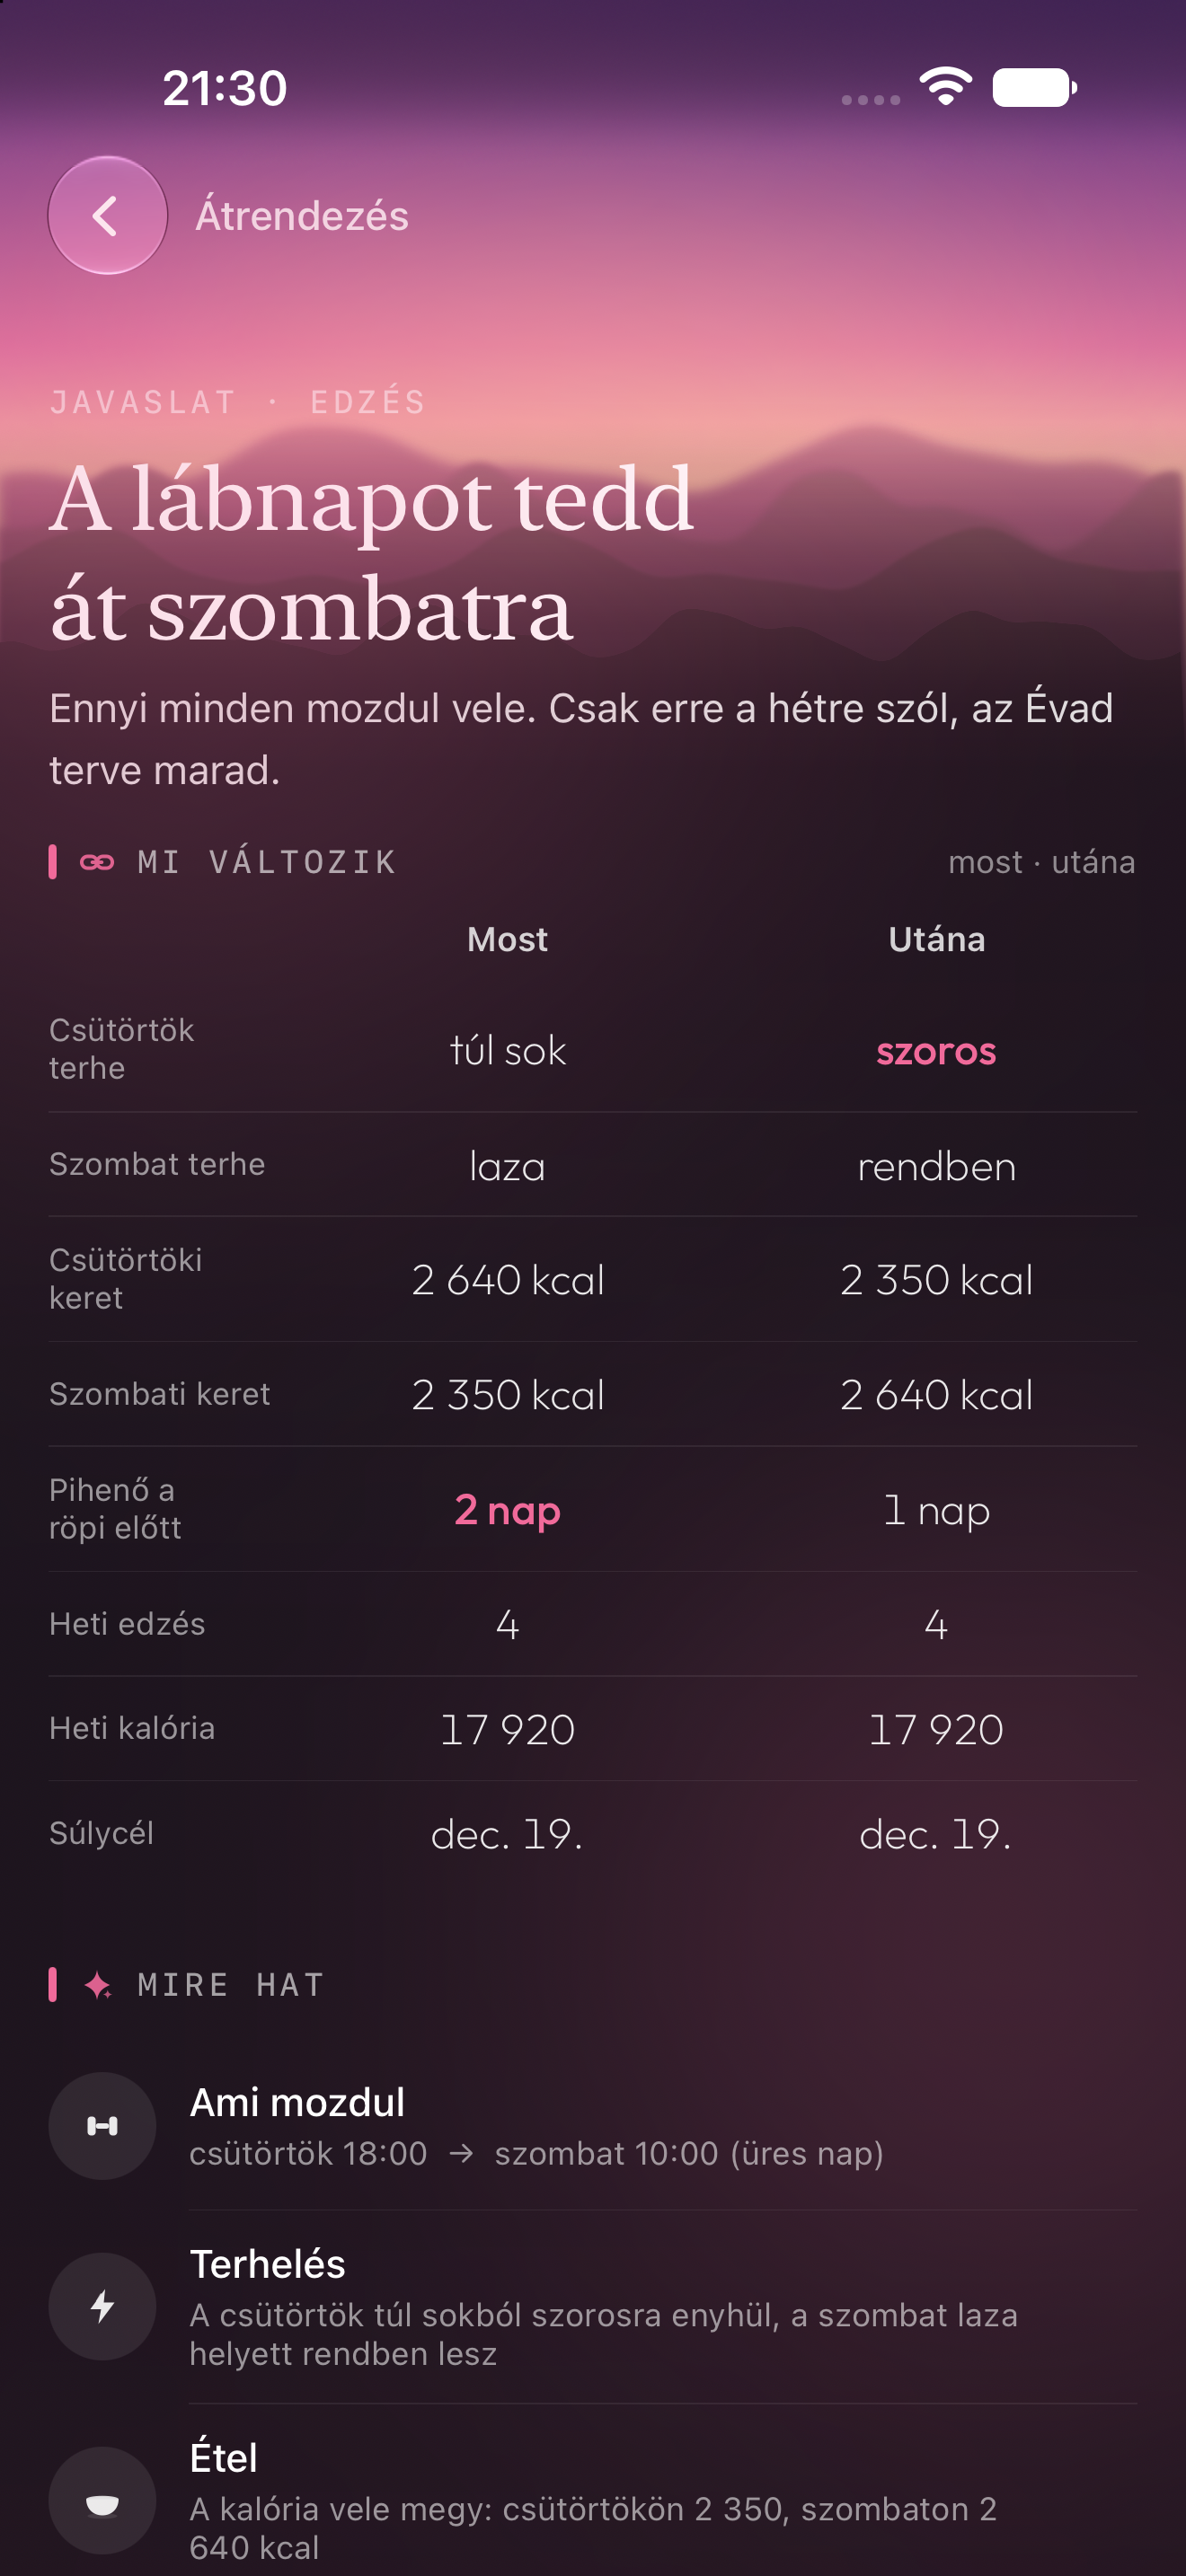 21:30
Átrendezés
JAVASLAT · EDZÉS
A lábnapot tedd
át szombatra
Ennyi minden mozdul vele. Csak erre a hétre szól, az Évad
terve marad.
MI VÁLTOZIK most · utána
Most Utána
Csütörtök
terhe
túl sok szoros
Szombat terhe laza rendben
Csütörtöki
keret
2 640 kcal 2 350 kcal
Szombati keret 2 350 kcal 2 640 kcal
Pihenő a
röpi előtt
2 nap 1 nap
Heti edzés 4 4
Heti kalória 17 920 17 920
Súlycél dec. 19. dec. 19.
MIRE HAT
Ami mozdul
csütörtök 18:00 → szombat 10:00 (üres nap)
Terhelés
A csütörtök túl sokból szorosra enyhül, a szombat laza
helyett rendben lesz
Étel
A kalória vele megy: csütörtökön 2 350, szombaton 2
640 kcal